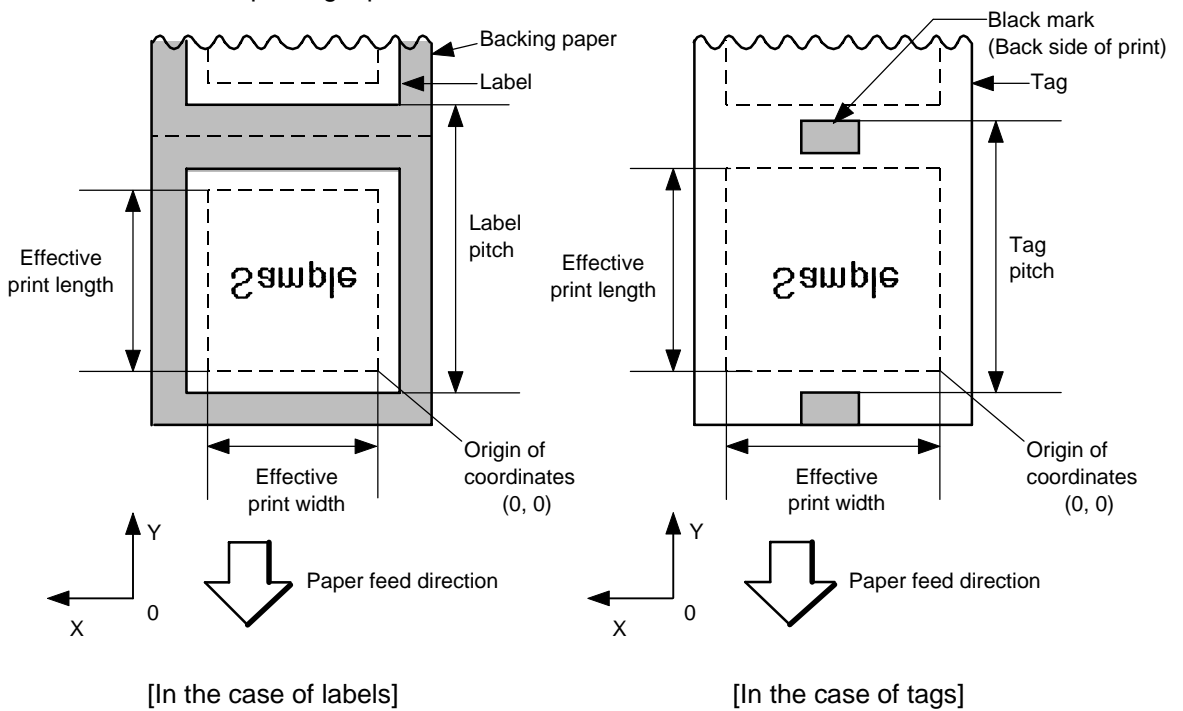 Backing paper
Label
Label
pitch
Effective
print length
Sample
Origin of
coordinates
(0, 0)
Effective
print width
Y
0
X
Paper feed direction
[In the case of labels]
Black mark
(Back side of print)
Tag
Tag
pitch
Effective
print length
Sample
Origin of
coordinates
(0, 0)
Effective
print width
Y
0
X
Paper feed direction
[In the case of tags]